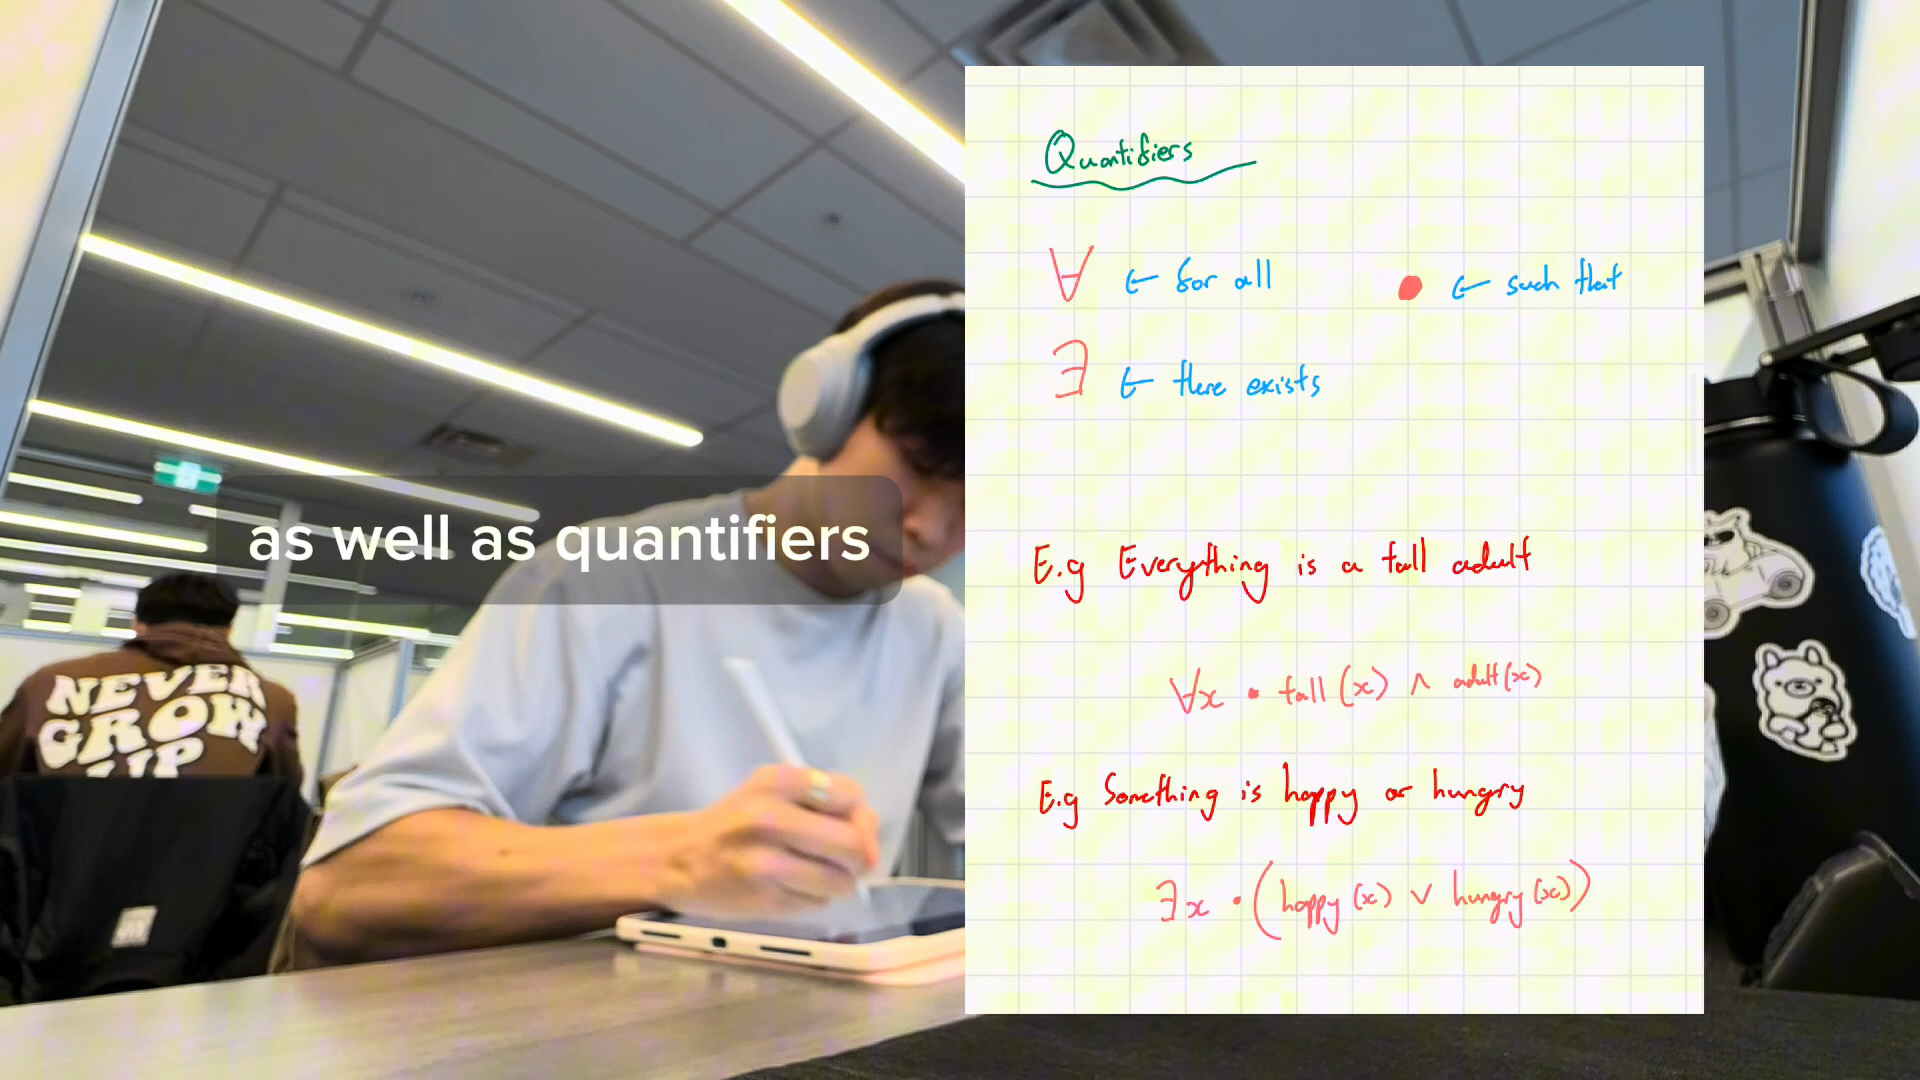 Quantifiers
∀ ← for all
• ← such that
∃ ← there exists
as well as quantifiers
E.g Everything is a tall adult
∀x • tall(x) ∧ adult(x)
E.g Something is happy or hungry
∃x • (happy(x) ∨ hungry(x))
NEVER
GROW
UP